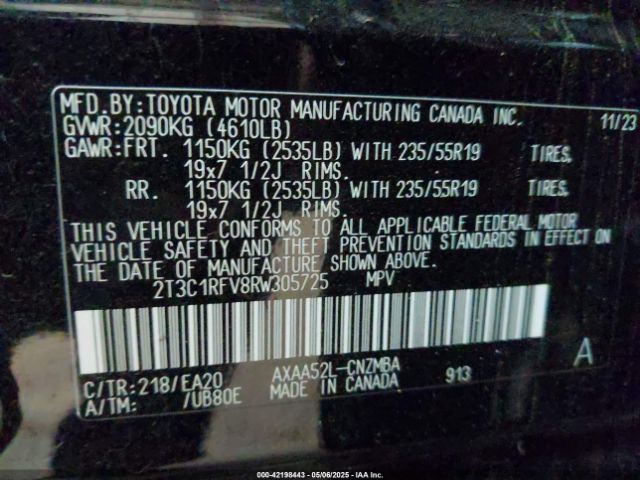 MFD.BY:TOYOTA MOTOR MANUFACTURING CANADA INC. 11/23
GVWR:2090KG (4610LB)
GAWR:FRT. 1150KG (2535LB) WITH 235/55R19 TIRES,
19x7 1/2J RIMS.
RR. 1150KG (2535LB) WITH 235/55R19 TIRES,
19x7 1/2J RIMS.
THIS VEHICLE CONFORMS TO ALL APPLICABLE FEDERAL MOTOR
VEHICLE SAFETY AND THEFT PREVENTION STANDARDS IN EFFECT ON
THE DATE OF MANUFACTURE SHOWN ABOVE.
2T3C1RFV8RW305725 MPV
C/TR:218/EA20 AXAA52L-CNZMBA 913 A
A/TM: /UB80E MADE IN CANADA
000-42198443 - 05/06/2025 - IAA Inc.